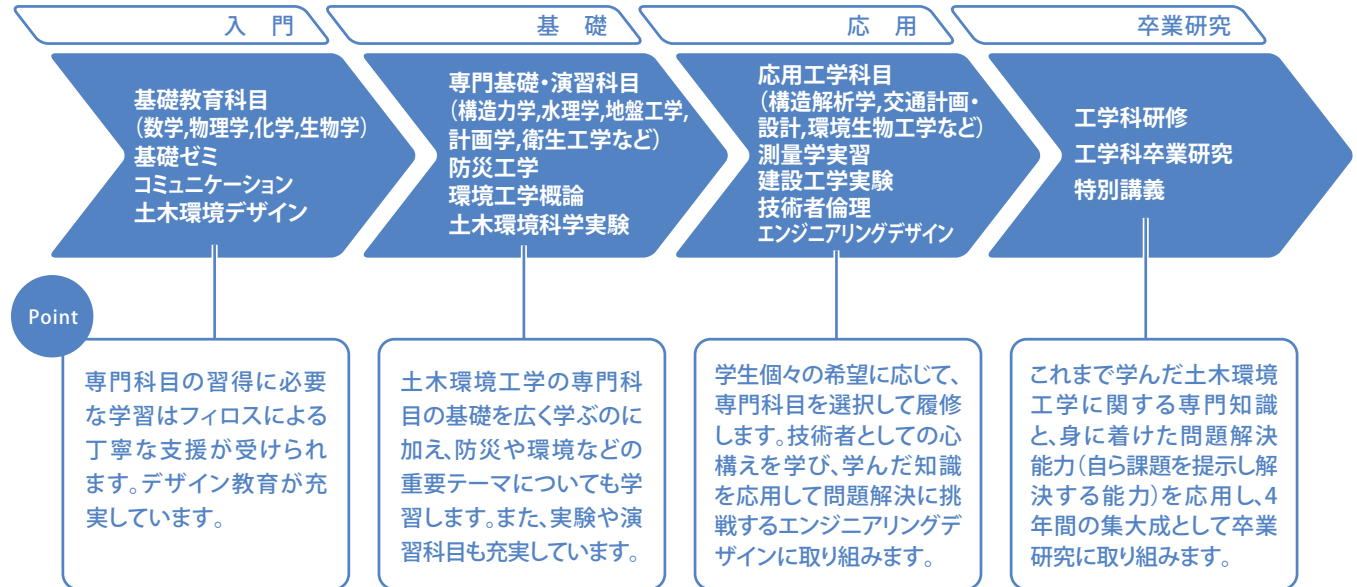 入 門
基 礎
応 用
卒業研究
基礎教育科目
(数学,物理学,化学,生物学)
基礎ゼミ
コミュニケーション
土木環境デザイン
専門基礎・演習科目
(構造力学,水理学,地盤工学,
計画学,衛生工学など)
防災工学
環境工学概論
土木環境科学実験
応用工学科目
(構造解析学,交通計画・
設計,環境生物工学など)
測量学実習
建設工学実験
技術者倫理
エンジニアリングデザイン
工学科研修
工学科卒業研究
特別講義
Point
専門科目の習得に必要
な学習はフィロスによる
丁寧な支援が受けられ
ます。デザイン教育が充
実しています。
土木環境工学の専門科
目の基礎を広く学ぶのに
加え、防災や環境などの
重要テーマについても学
習します。また、実験や演
習科目も充実しています。
学生個々の希望に応じて、
専門科目を選択して履修
します。技術者としての心
構えを学び、学んだ知識
を応用して問題解決に挑
戦するエンジニアリングデ
ザインに取り組みます。
これまで学んだ土木環境
工学に関する専門知識
と、身に着けた問題解決
能力(自ら課題を提示し解
決する能力)を応用し、4
年間の集大成として卒業
研究に取り組みます。